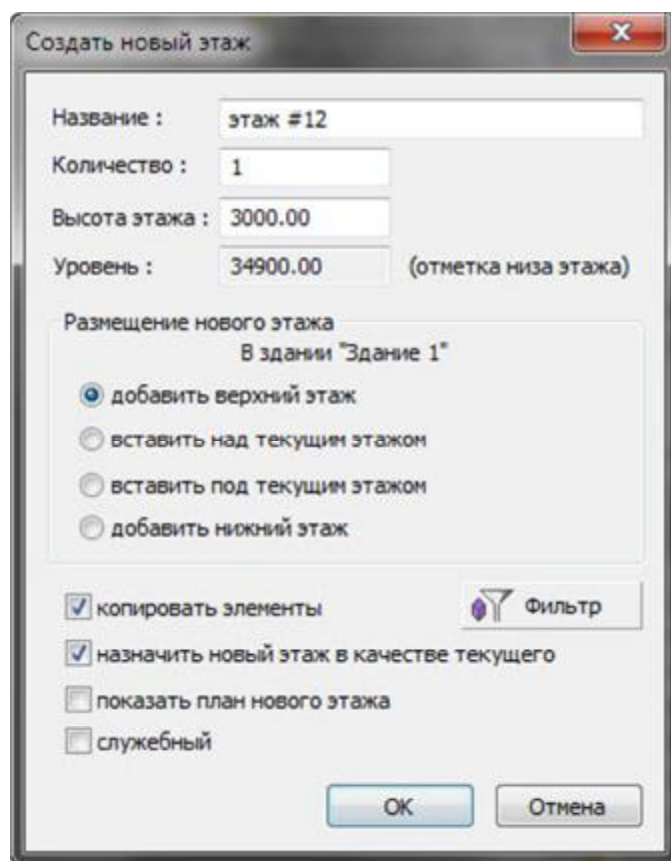 Создать новый этаж
Название : этаж #12
Количество : 1
Высота этажа : 3000.00
Уровень : 34900.00 (отметка низа этажа)
Размещение нового этажа
В здании "Здание 1"
добавить верхний этаж
вставить над текущим этажом
вставить под текущим этажом
добавить нижний этаж
копировать элементы Фильтр
назначить новый этаж в качестве текущего
показать план нового этажа
служебный
OK Отмена